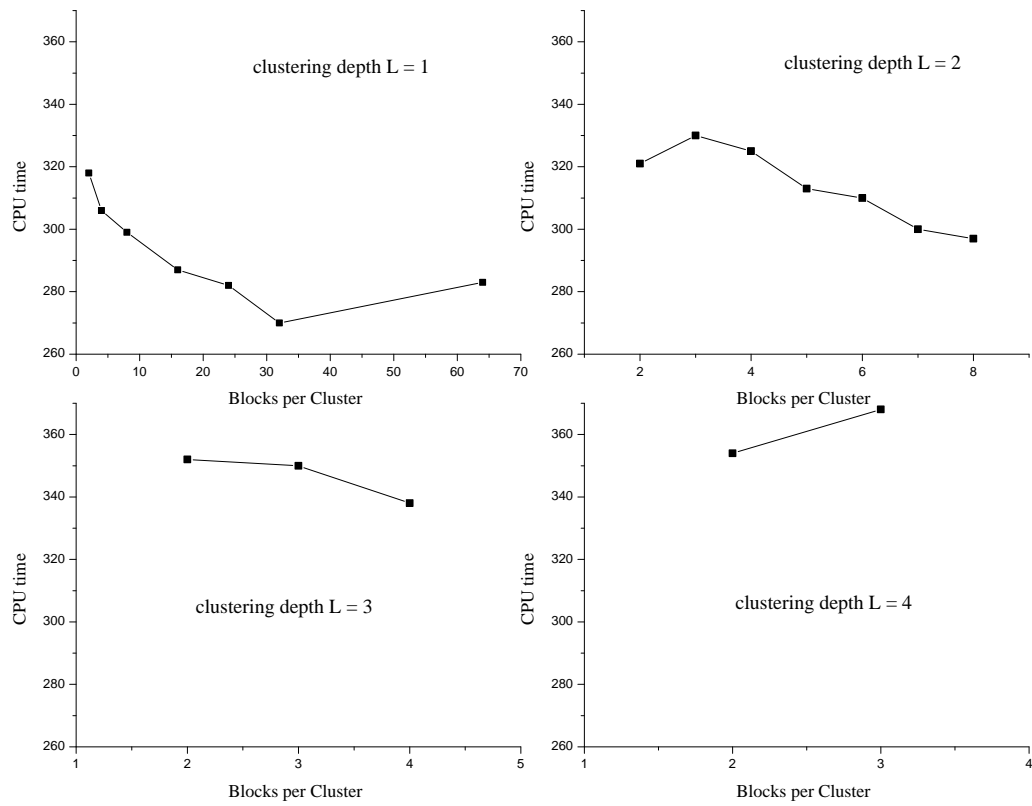 360
340
320
300
280
260
CPU time
clustering depth L = 1
0 10 20 30 40 50 60 70
Blocks per Cluster
360
340
320
300
280
260
CPU time
clustering depth L = 2
2 4 6 8
Blocks per Cluster
360
340
320
300
280
260
CPU time
clustering depth L = 3
1 2 3 4 5
Blocks per Cluster
360
340
320
300
280
260
CPU time
clustering depth L = 4
1 2 3 4
Blocks per Cluster